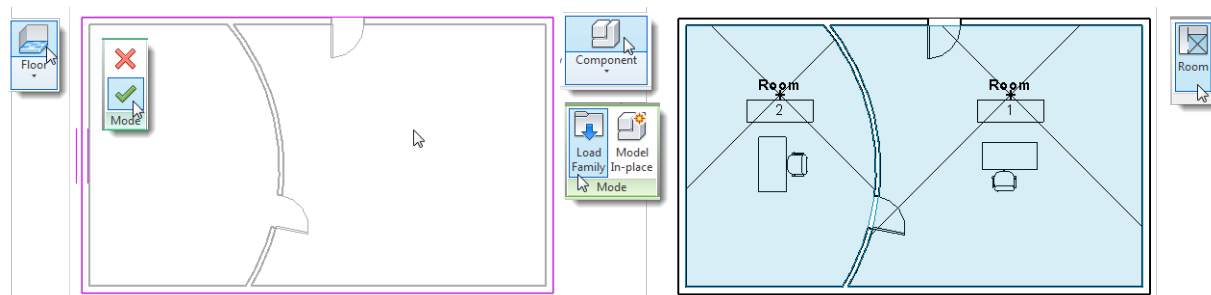 Floor
Mode
Component
Load
Family
Model
In-place
Mode
Room
2
Room
1
Room